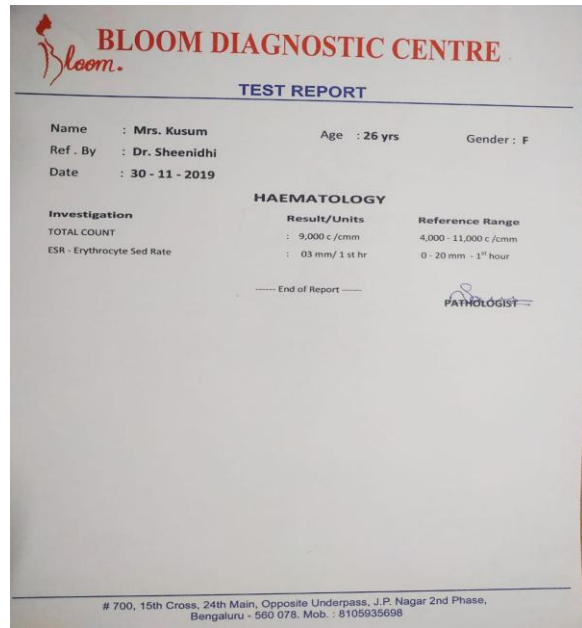 Bloom.
BLOOM DIAGNOSTIC CENTRE
TEST REPORT
Name : Mrs. Kusum Age : 26 yrs Gender : F
Ref . By : Dr. Sheenidhi
Date : 30 - 11 - 2019
HAEMATOLOGY
Investigation Result/Units Reference Range
TOTAL COUNT : 9,000 c /cmm 4,000 - 11,000 c /cmm
ESR - Erythrocyte Sed Rate : 03 mm/ 1 st hr 0 - 20 mm - 1st hour
------ End of Report ------
PATHOLOGIST
# 700, 15th Cross, 24th Main, Opposite Underpass, J.P. Nagar 2nd Phase,
Bengaluru - 560 078. Mob. : 8105935698